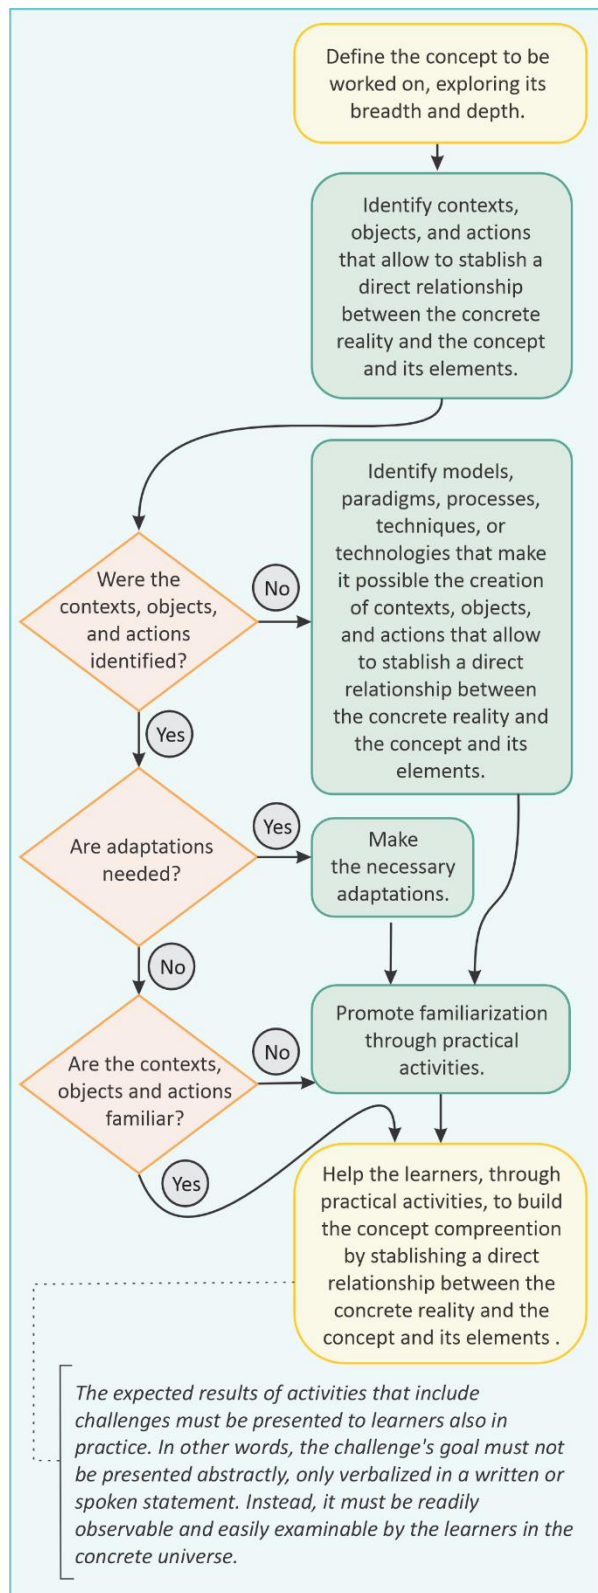 Define the concept to be
worked on, exploring its
breadth and depth.
Identify contexts,
objects, and actions
that allow to stablish a
direct relationship
between the concrete
reality and the concept
and its elements.
Were the
contexts, objects,
and actions
identified?
No
Identify models,
paradigms, processes,
techniques, or
technologies that make
it possible the creation
of contexts, objects,
and actions that allow
to stablish a direct
relationship between
the concrete reality and
the concept and its
elements.
Yes
Are adaptations
needed?
Yes
Make
the necessary
adaptations.
No
Are the contexts,
objects and actions
familiar?
No
Promote familiarization
through practical
activities.
Yes
Help the learners, through
practical activities, to build
the concept compreention
by stablishing a direct
relationship between the
concrete reality and the
concept and its elements .
The expected results of activities that include
challenges must be presented to learners also in
practice. In other words, the challenge's goal must not
be presented abstractly, only verbalized in a written or
spoken statement. Instead, it must be readily
observable and easily examinable by the learners in the
concrete universe.